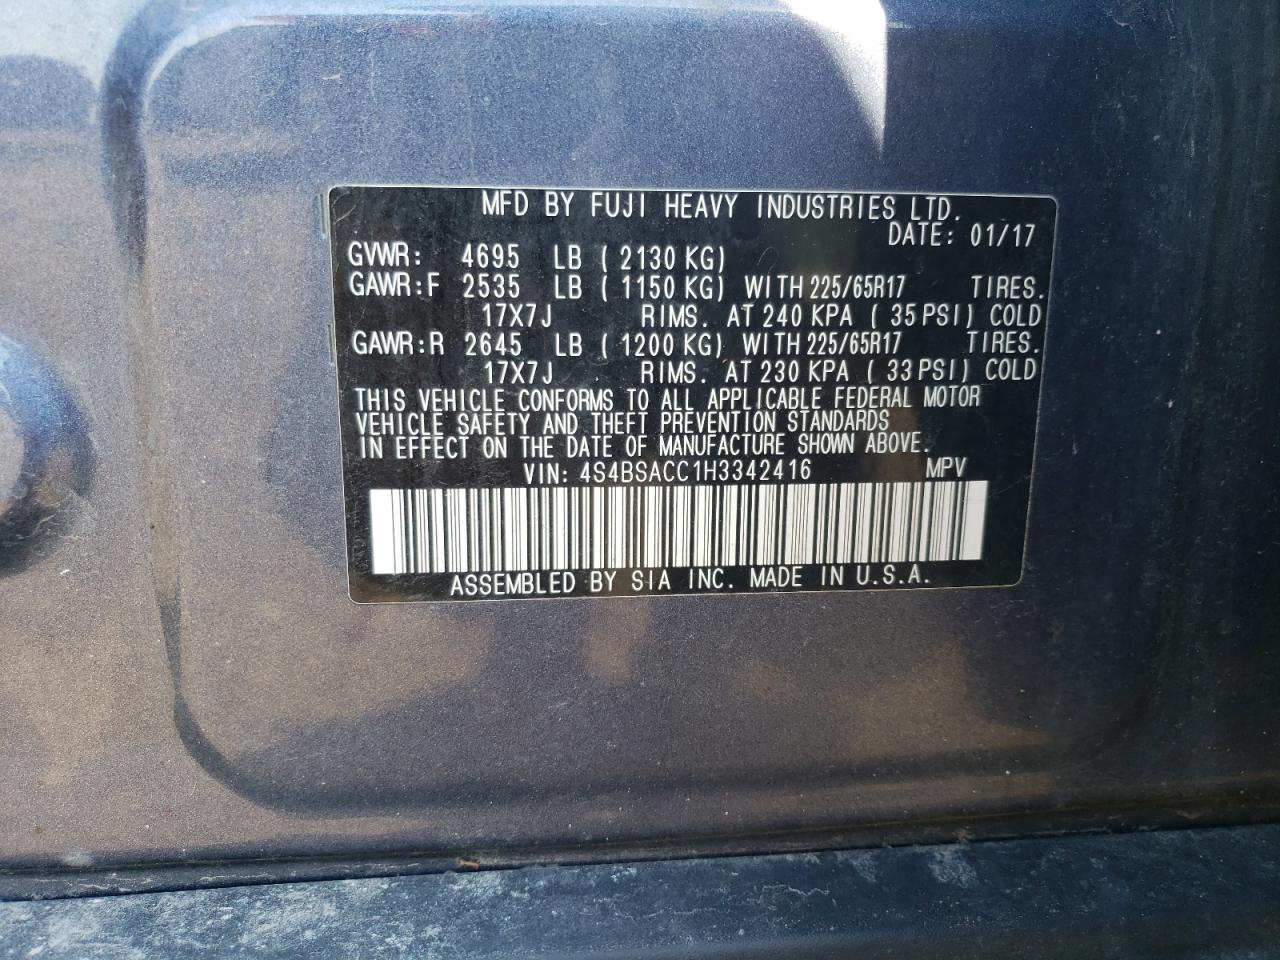 MFD BY FUJI HEAVY INDUSTRIES LTD.
DATE: 01/17
GVWR: 4695 LB ( 2130 KG)
GAWR:F 2535 LB ( 1150 KG) WITH 225/65R17 TIRES.
17X7J RIMS. AT 240 KPA ( 35 PSI) COLD
GAWR:R 2645 LB ( 1200 KG) WITH 225/65R17 TIRES.
17X7J RIMS. AT 230 KPA ( 33 PSI) COLD
THIS VEHICLE CONFORMS TO ALL APPLICABLE FEDERAL MOTOR
VEHICLE SAFETY AND THEFT PREVENTION STANDARDS
IN EFFECT ON THE DATE OF MANUFACTURE SHOWN ABOVE.
VIN: 4S4BSACC1H3342416 MPV
ASSEMBLED BY SIA INC. MADE IN U.S.A.